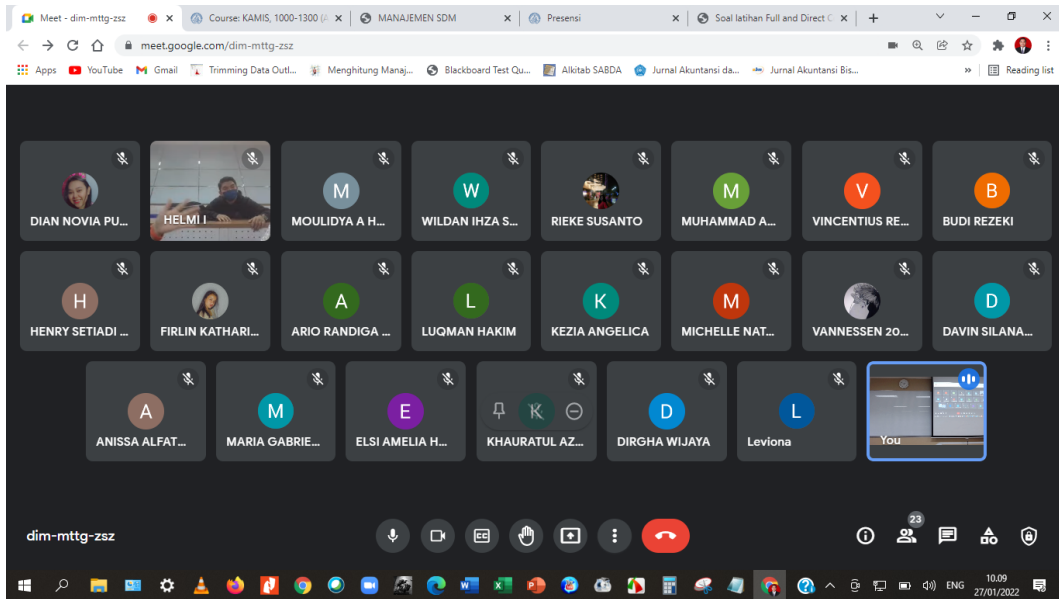 Meet - dim-mttg-zsz
Course: KAMIS, 1000-1300 (A
MANAJEMEN SDM
Presensi
Soal latihan Full and Direct C
meet.google.com/dim-mttg-zsz
Apps
YouTube
Gmail
Trimming Data Outl...
Menghitung Manaj...
Blackboard Test Qu...
Alkitab SABDA
Jurnal Akuntansi da...
Jurnal Akuntansi Bis...
»
Reading list
M
W
M
V
B
DIAN NOVIA PU...
HELMI I
MOULIDYA A H...
WILDAN IHZA S...
RIEKE SUSANTO
MUHAMMAD A...
VINCENTIUS RE...
BUDI REZEKI
H
A
L
K
M
D
HENRY SETIADI ...
FIRLIN KATHARI...
ARIO RANDIGA ...
LUQMAN HAKIM
KEZIA ANGELICA
MICHELLE NAT...
VANNESSEN 20...
DAVIN SILANA...
A
M
E
K
D
L
ANISSA ALFAT...
MARIA GABRIE...
ELSI AMELIA H...
KHAURATUL AZ...
DIRGHA WIJAYA
Leviona
You
dim-mttg-zsz
23
ENG
10.09
27/01/2022